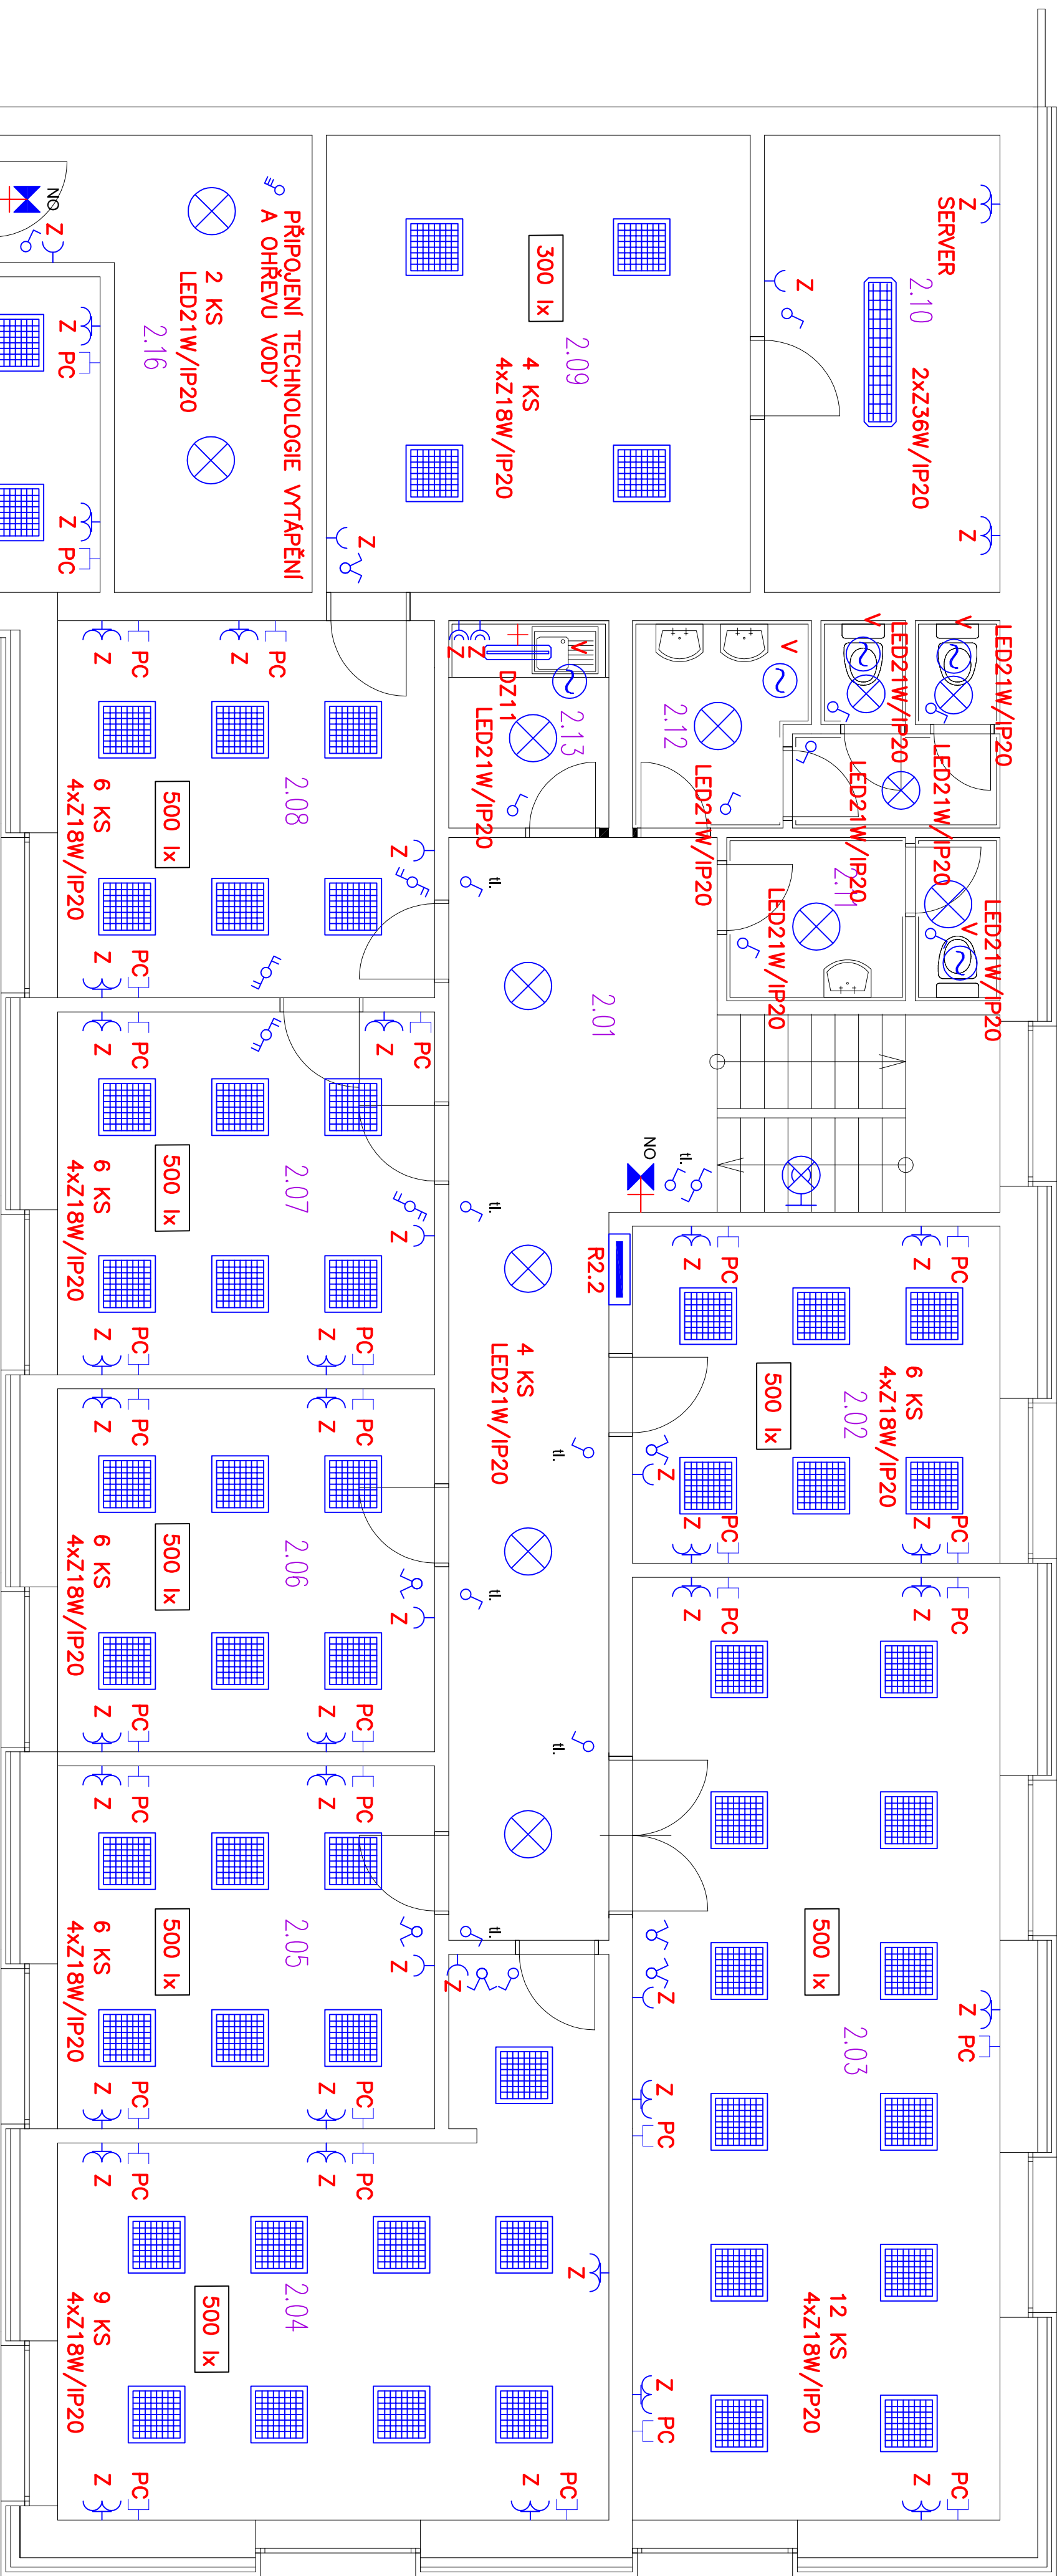 SERVER
Z
Z
2.10
2xZ36W/IP20
Z
300 lx
2.09
4 KS
4xZ18W/IP20
Z
PŘIPOJENÍ TECHNOLOGIE VYTÁPĚNÍ
A OHŘEVU VODY
2 KS
LED21W/IP20
2.16
NO
Z
Z
PC
Z
PC
LED21W/IP20
V
LED21W/IP20
V
LED21W/IP20
LED21W/IP20
V
2.12
LED21W/IP20
V
2.13
DZ11
LED21W/IP20
Z
Z
2.11
LED21W/IP20
LED21W/IP20
V
PC
Z
PC
Z
2.08
500 lx
6 KS
4xZ18W/IP20
Z
PC
Z
tl.
2.01
NO
tl.
R2.2
4 KS
LED21W/IP20
tl.
tl.
tl.
tl.
tl.
PC
Z
PC
Z
2.07
500 lx
6 KS
4xZ18W/IP20
Z
PC
Z
PC
Z
PC
Z
PC
Z
6 KS
4xZ18W/IP20
2.02
500 lx
Z
PC
Z
PC
Z
PC
Z
2.06
500 lx
6 KS
4xZ18W/IP20
Z
PC
Z
PC
Z
PC
Z
PC
Z
500 lx
2.03
12 KS
4xZ18W/IP20
Z
Z
PC
Z
PC
Z
PC
Z
PC
PC
Z
PC
Z
2.05
500 lx
6 KS
4xZ18W/IP20
Z
PC
Z
PC
Z
Z
PC
Z
PC
Z
2.04
500 lx
9 KS
4xZ18W/IP20
Z
PC
Z
PC
Z